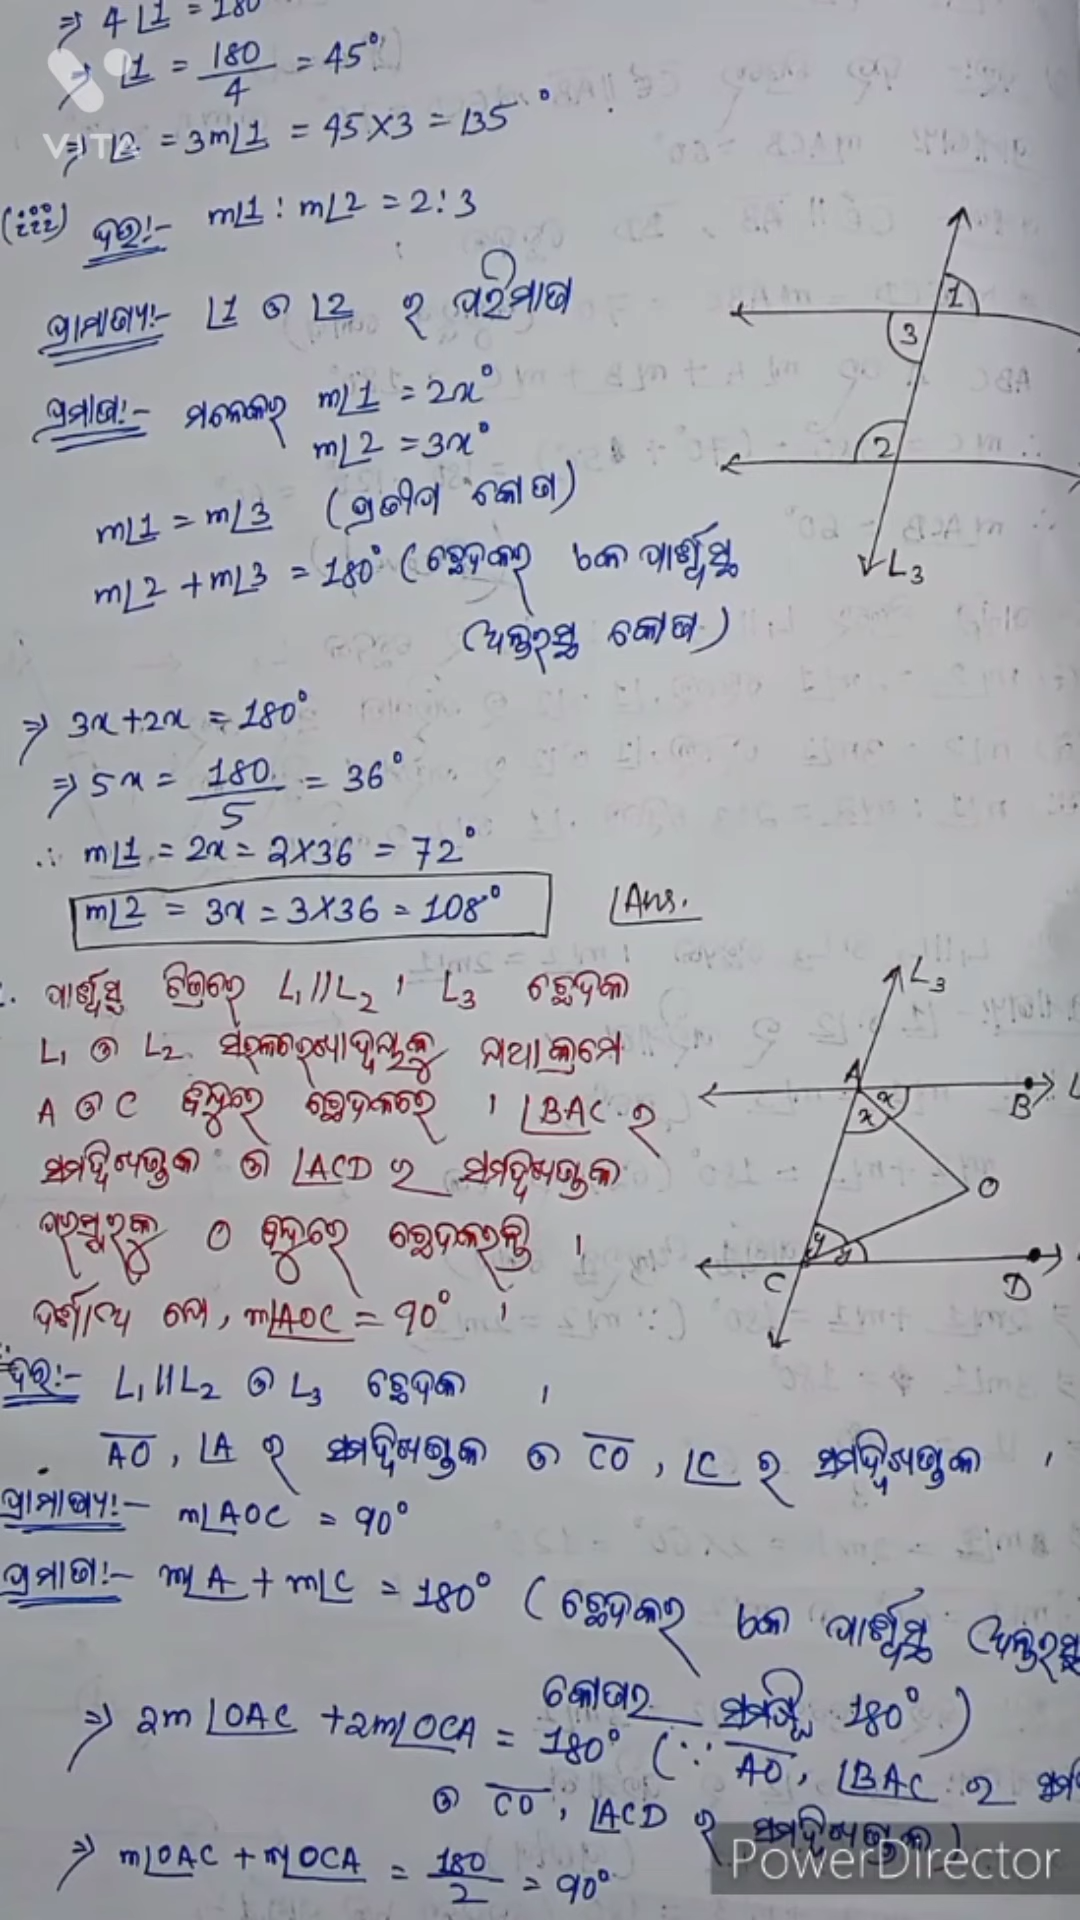 ⇒ 4∠1 = 180
⇒ ∠1 = 180/4 = 45°
⇒ ∠2 = 3m∠1 = 45×3 = 135°
VITA
(iii) ଦତ୍ତ:- m∠1 : m∠2 = 2:3
ପ୍ରାମାଣ୍ୟ:- ∠1 ଓ ∠2 ର ପରିମାଣ
ପ୍ରମାଣ:- ମନେକର m∠1 = 2x°
m∠2 = 3x°
m∠1 = m∠3 (ପ୍ରତୀପ କୋଣ)
m∠2 + m∠3 = 180° (ଛେଦକର ଏକ ପାର୍ଶ୍ୱସ୍ଥ
ଅନ୍ତଃସ୍ଥ କୋଣ)
⇒ 3x+2x = 180°
⇒ 5x = 180/5 = 36°
∴ m∠1 = 2x = 2×36 = 72°
m∠2 = 3x = 3×36 = 108° Ans.
1
3
2
L3
ପାର୍ଶ୍ୱସ୍ଥ ଚିତ୍ରରେ L1//L2 । L3 ଛେଦକ
L1 ଓ L2 ସରଳରେଖାଦ୍ୱୟକୁ ଯଥାକ୍ରମେ
A ଓ C ବିନ୍ଦୁରେ ଛେଦକରେ । ∠BAC ର
ସମଦ୍ୱିଖଣ୍ଡକ ଓ ∠ACD ର ସମଦ୍ୱିଖଣ୍ଡକ
ପରସ୍ପରକୁ O ବିନ୍ଦୁରେ ଛେଦକରନ୍ତି ।
ଦର୍ଶାଅ ଯେ, m∠AOC = 90° ।
L3
A
B
x x
O
y y
C
D
ଦତ୍ତ:- L1//L2 ଓ L3 ଛେଦକ ।
AO, ∠A ର ସମଦ୍ୱିଖଣ୍ଡକ ଓ CO, ∠C ର ସମଦ୍ୱିଖଣ୍ଡକ ।
ପ୍ରାମାଣ୍ୟ:- m∠AOC = 90°
ପ୍ରମାଣ:- m∠A + m∠C = 180° (ଛେଦକର ଏକ ପାର୍ଶ୍ୱସ୍ଥ ଅନ୍ତଃସ୍ଥ
କୋଣର ସମଷ୍ଟି 180°)
⇒ 2m∠OAC + 2m∠OCA = 180° (∵ AO, ∠BAC ର
ଓ CO, ∠ACD ର ସମଦ୍ୱିଖଣ୍ଡକ)
⇒ m∠OAC + m∠OCA = 180/2 = 90°
PowerDirector